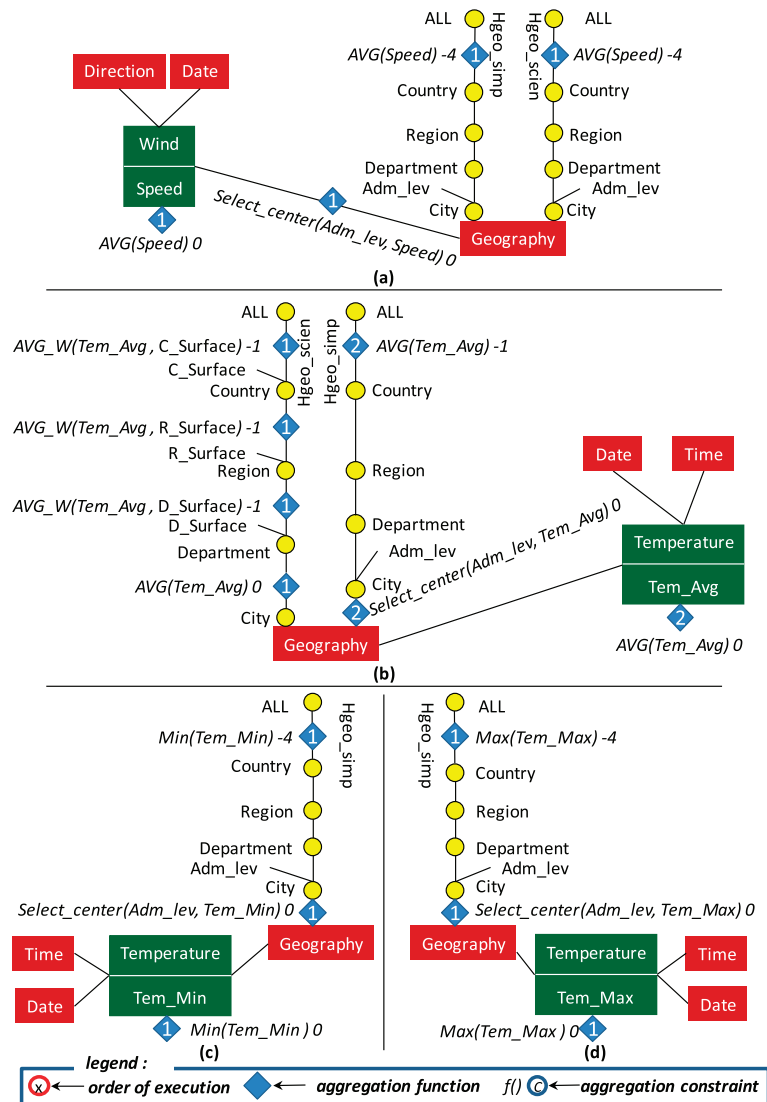 ALL
ALL
AVG(Speed) -4
1
Hgeo_simp
Hgeo_scien
1
AVG(Speed) -4
Direction
Date
Country
Country
Wind
Region
Region
Speed
Department
Department
Adm_lev
Adm_lev
1
1
AVG(Speed) 0
Select_center(Adm_lev, Speed) 0
City
City
Geography
(a)
ALL
ALL
Hgeo_scien
Hgeo_simp
AVG_W(Tem_Avg , C_Surface) -1
1
2
AVG(Tem_Avg) -1
C_Surface
Country
Country
AVG_W(Tem_Avg , R_Surface) -1
1
R_Surface
Region
Region
Date
Time
AVG_W(Tem_Avg , D_Surface) -1
1
D_Surface
Department
Department
Adm_lev
Temperature
Tem_Avg
AVG(Tem_Avg) 0
1
City
City
2
Select_center(Adm_lev, Tem_Avg) 0
2
AVG(Tem_Avg) 0
Geography
(b)
ALL
Hgeo_simp
Min(Tem_Min) -4
1
Country
Region
Department
Adm_lev
City
Select_center(Adm_lev, Tem_Min) 0
1
Geography
Time
Temperature
Date
Tem_Min
1
Min(Tem_Min ) 0
(c)
ALL
Hgeo_simp
1
Max(Tem_Max) -4
Country
Region
Department
Adm_lev
City
1
Select_center(Adm_lev, Tem_Max) 0
Geography
Temperature
Time
Tem_Max
Date
Max(Tem_Max ) 0
1
(d)
legend :
x
order of execution
aggregation function
f()
c
aggregation constraint